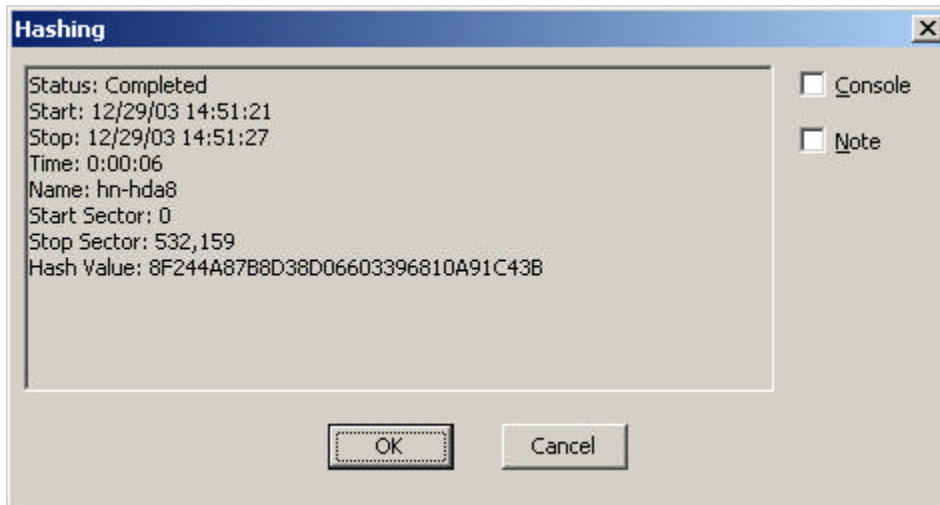 Hashing
Status: Completed
Start: 12/29/03 14:51:21
Stop: 12/29/03 14:51:27
Time: 0:00:06
Name: hn-hda8
Start Sector: 0
Stop Sector: 532,159
Hash Value: 8F244A87B8D38D06603396810A91C43B
Console
Note
OK
Cancel